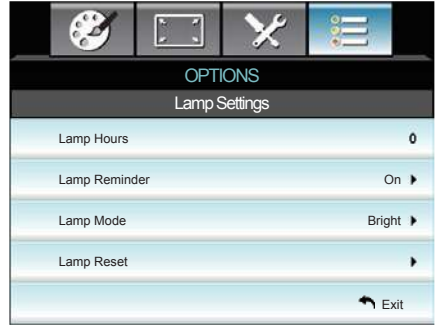 OPTIONS
Lamp Settings
Lamp Hours 0
Lamp Reminder On
Lamp Mode Bright
Lamp Reset
Exit